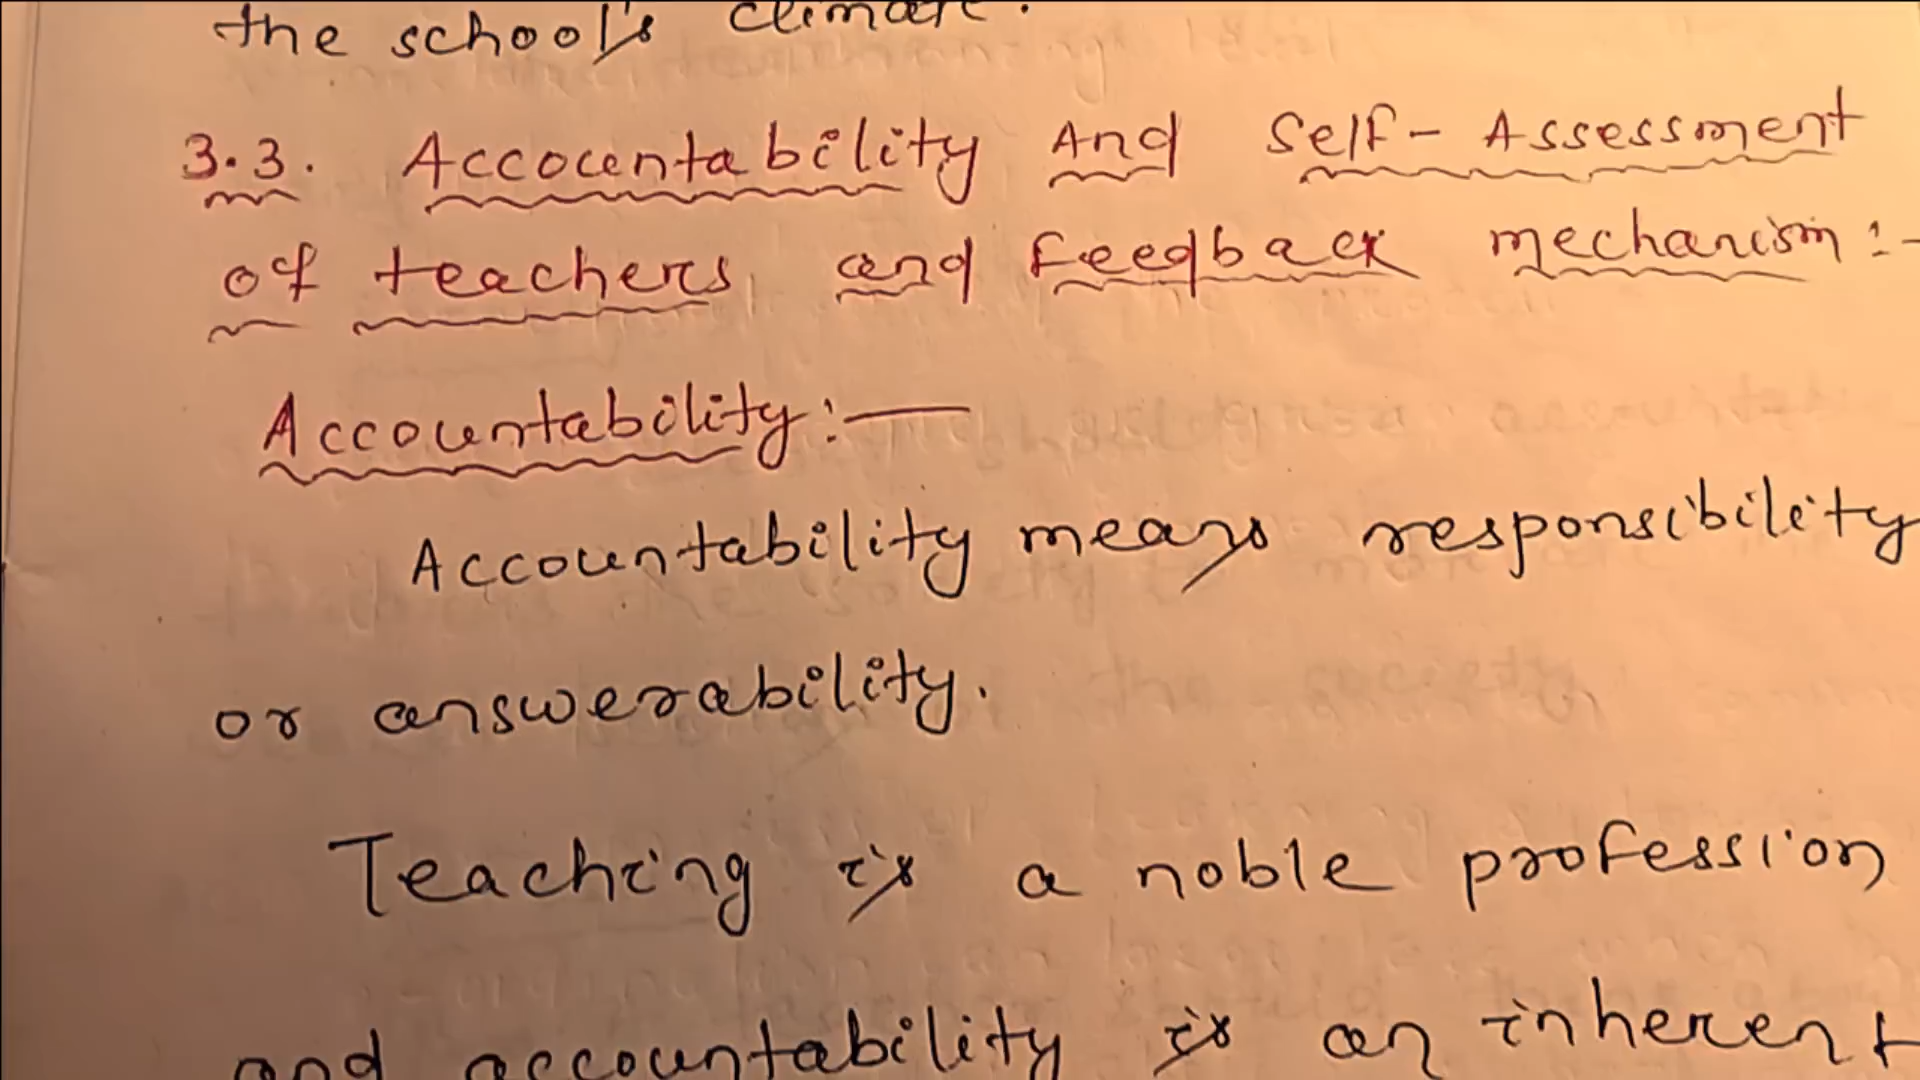 the school's climate.
3.3. Accountability And Self-Assessment
of teachers and Feedback mechanism:-
Accountability:—
Accountability means responsibility
or answerability.
Teaching is a noble profession
and accountability is an inherent